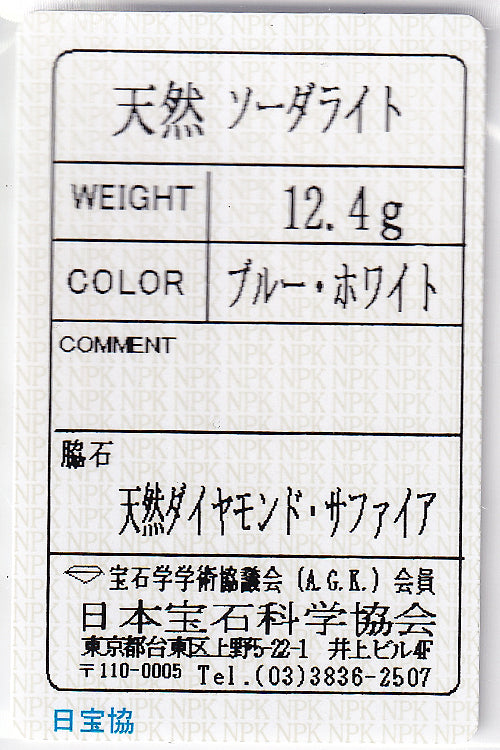 天然 ソーダライト
WEIGHT 12.4g
COLOR ブルー・ホワイト
COMMENT
脇石
天然ダイヤモンド・サファイア
宝石学学術協議会 (A.G.K.) 会員
日本宝石科学協会
東京都台東区上野5-22-1 井上ビル4F
〒110-0005 Tel.(03)3836-2507
日宝協